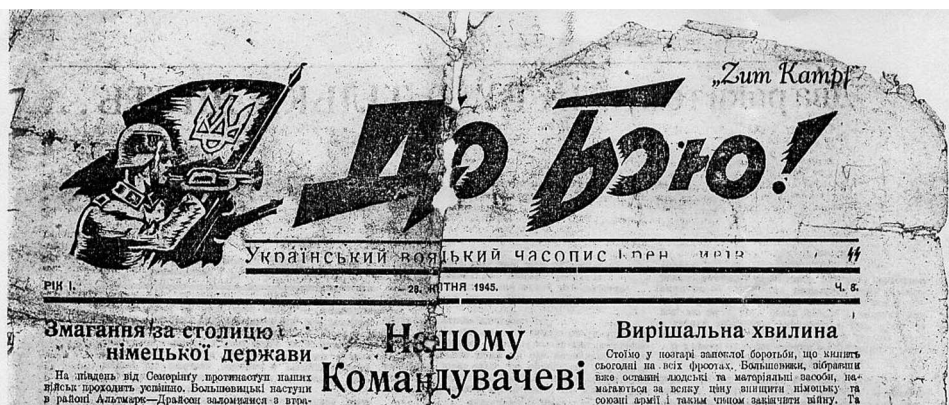 „Zum Kampf
До Бою!
Український вояцький часопис
РІК І. 28. КВІТНЯ 1945. Ч. 8.
Змагання за столицю
німецької держави
На південь від Семерінґу протинаступ наших
військ проходить успішно. Большевицькі наступи
в районі Альтмарк—Драйсон заломилися з втра-
Нашому
Командувачеві
Вирішальна хвилина
Стоїмо у розгарі запеклої боротьби, що кипить
сьогодні на всіх фронтах. Большевики, зібравши
вже останні людські та матеріяльні засоби, на-
магаються за всяку ціну знищити німецьку та
союзні армії і таким чином закінчити війну. Та